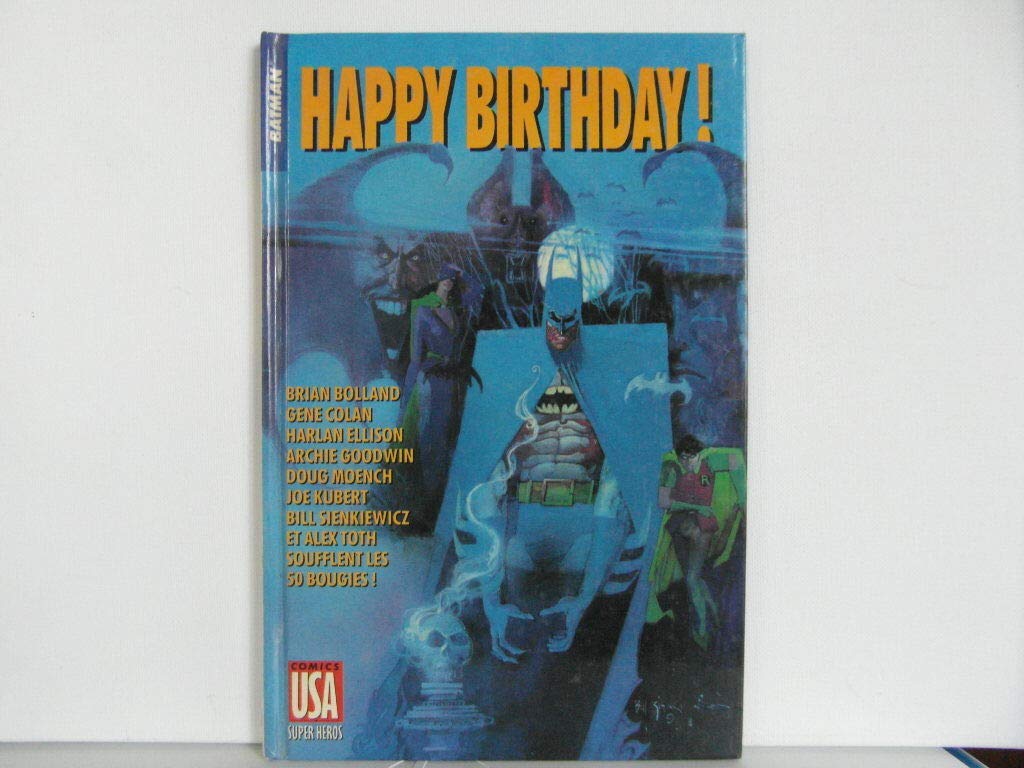 BATMAN
HAPPY BIRTHDAY !
BRIAN BOLLAND
GENE COLAN
HARLAN ELLISON
ARCHIE GOODWIN
DOUG MOENCH
JOE KUBERT
BILL SIENKIEWICZ
ET ALEX TOTH
SOUFFLENT LES
50 BOUGIES !
R
COMICS
USA
SUPER HEROS